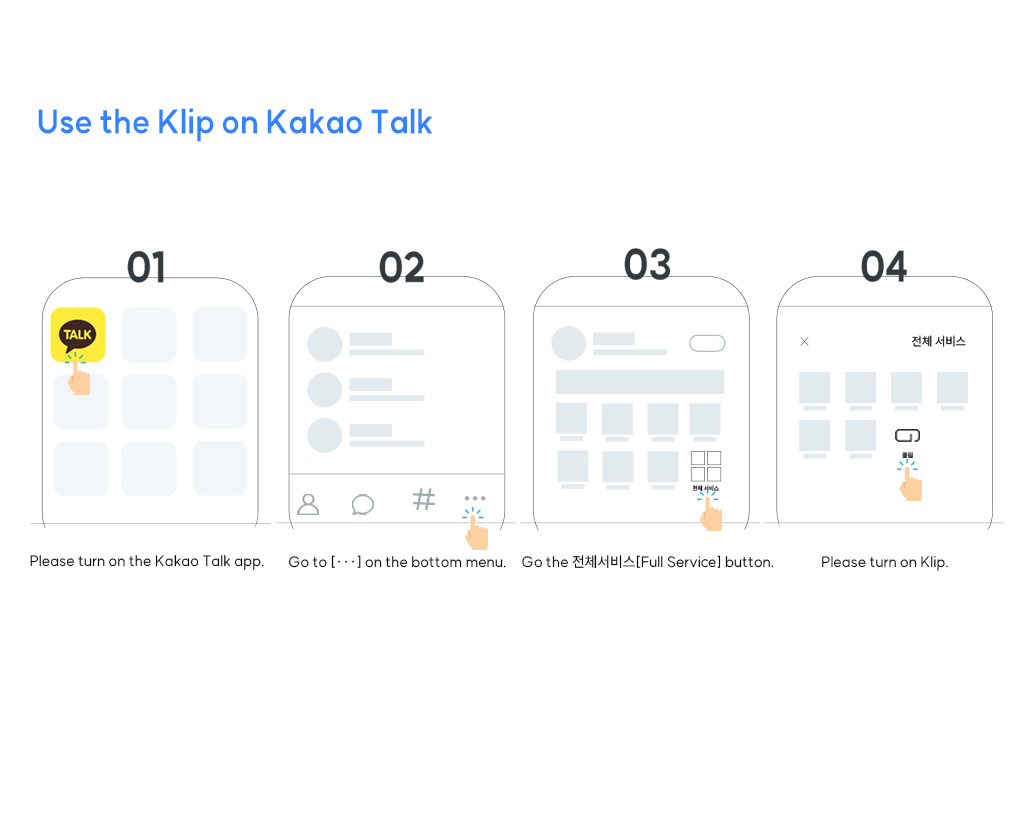 Use the Klip on Kakao Talk
01
02
03
04
TALK
전체 서비스
전체 서비스
클립
Please turn on the Kakao Talk app.
Go to [···] on the bottom menu.
Go the 전체서비스[Full Service] button.
Please turn on Klip.